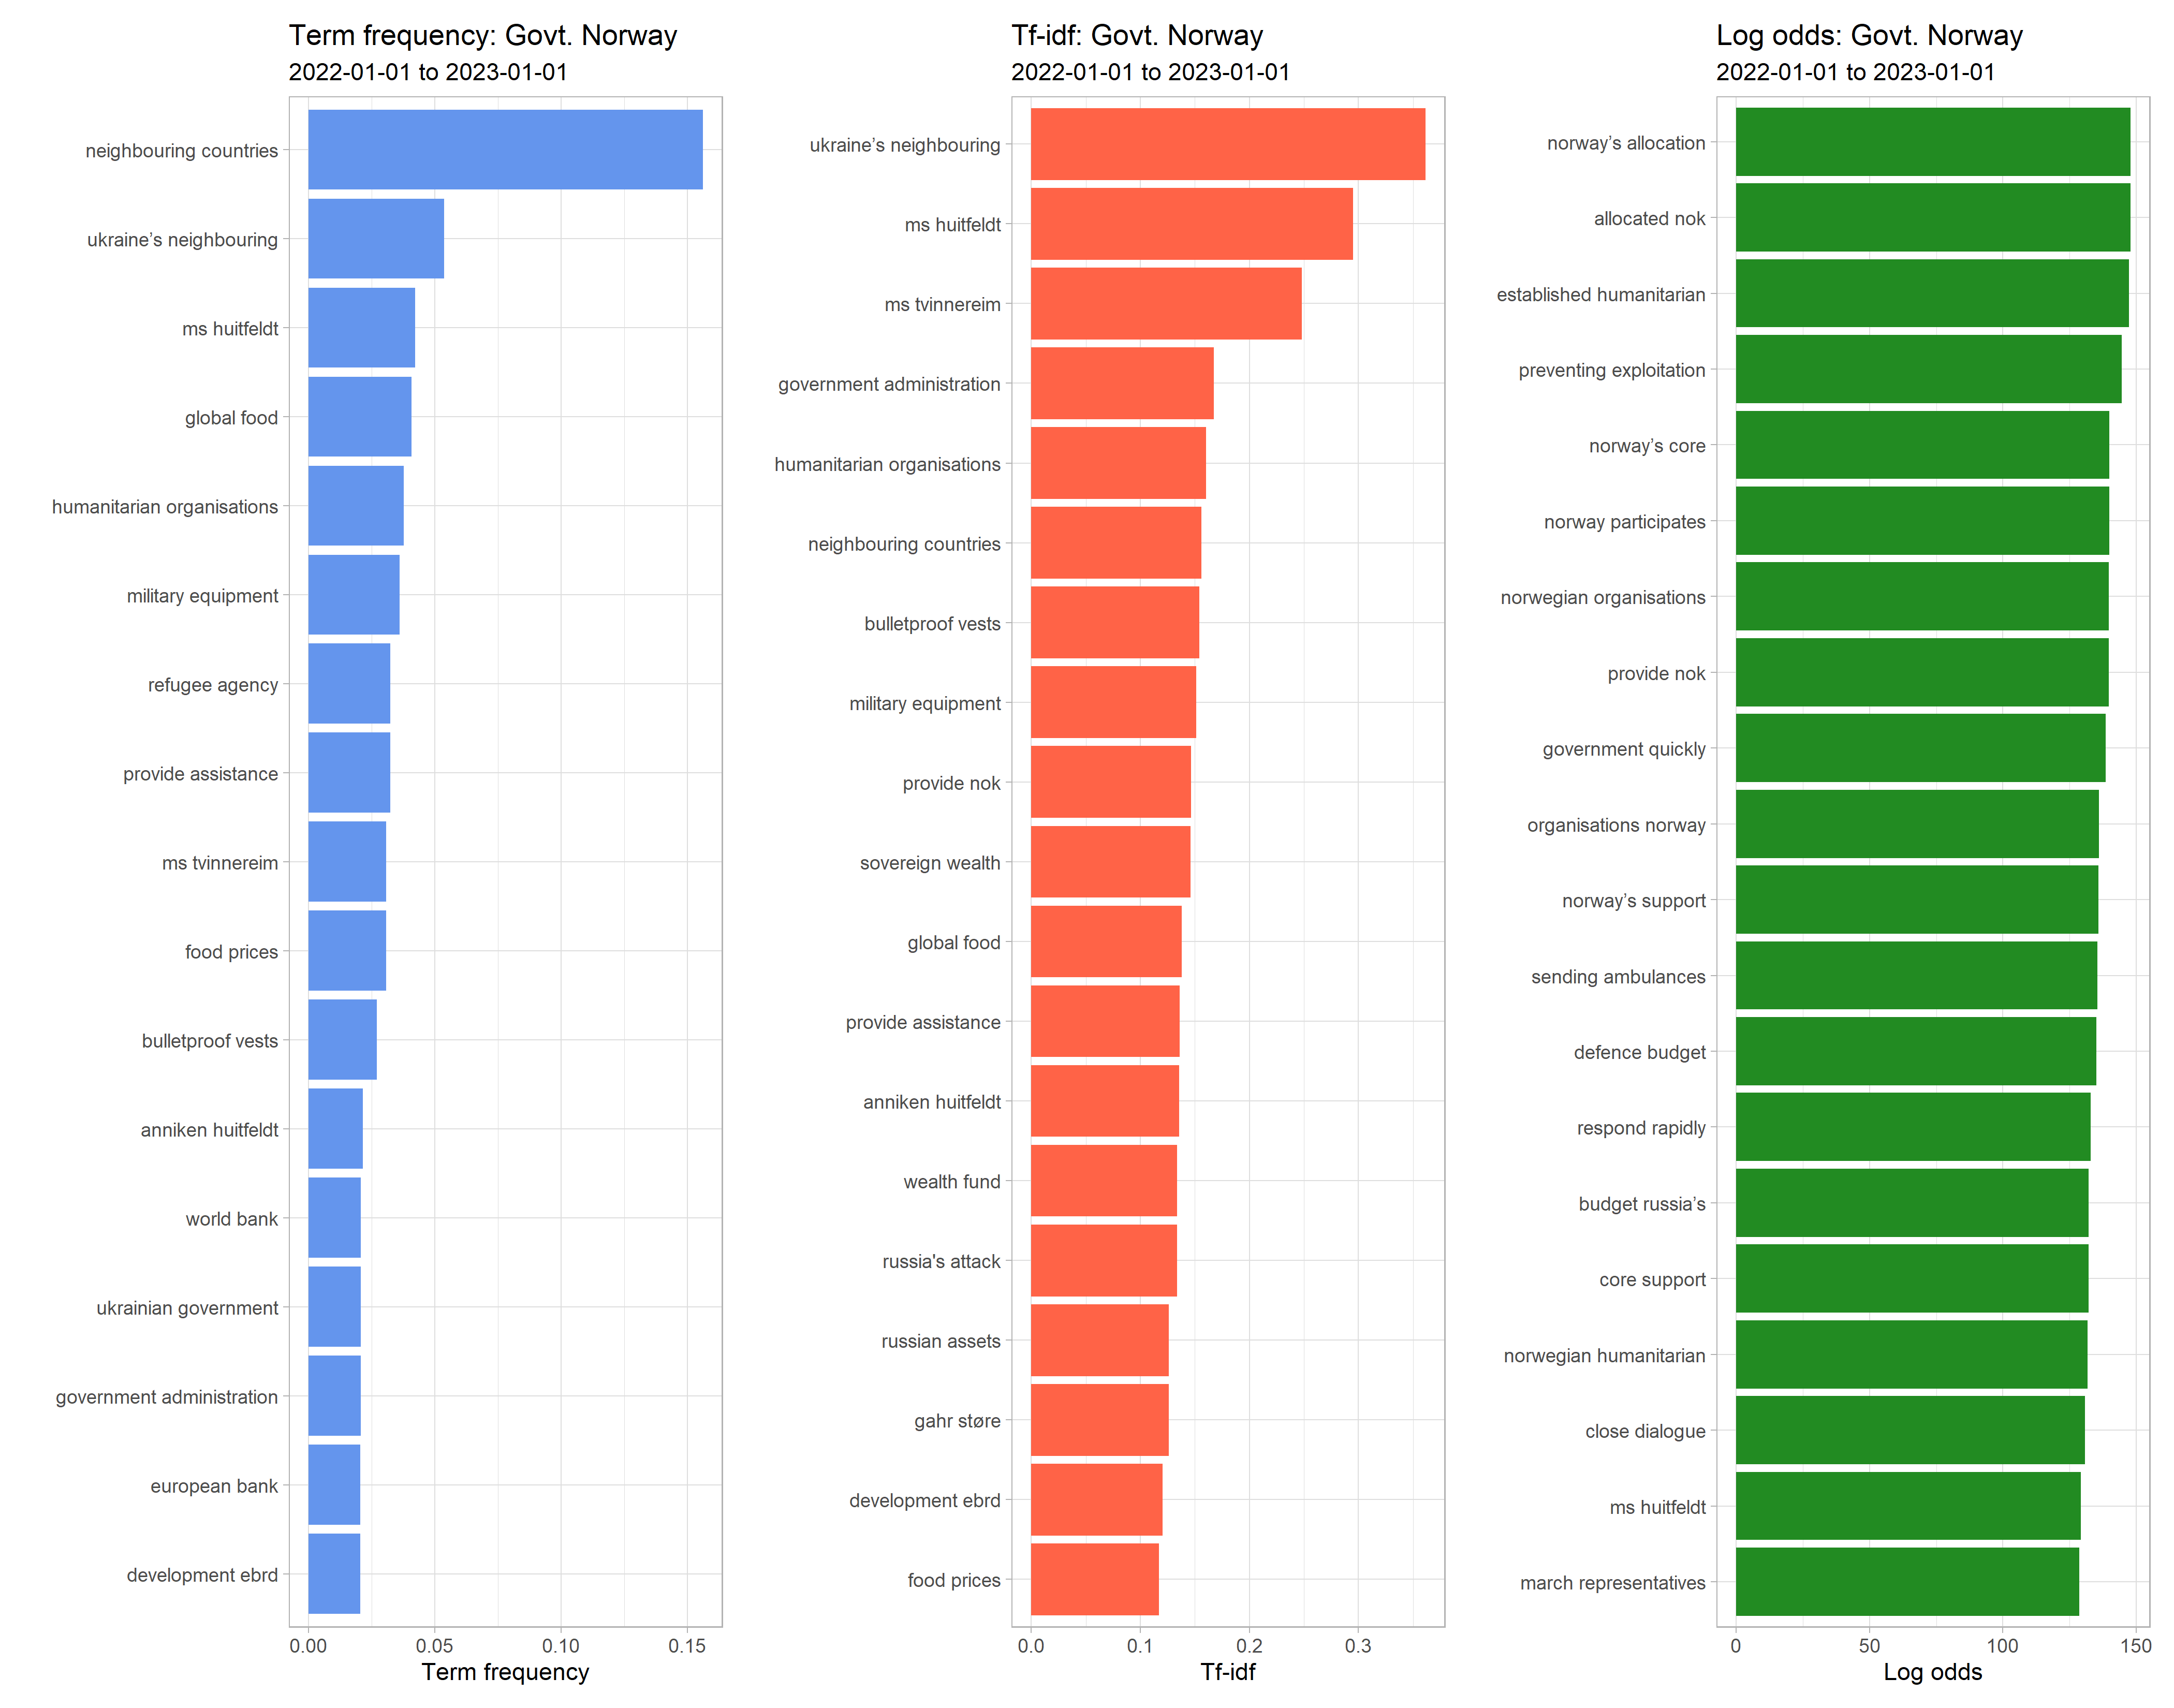 Term frequency: Govt. Norway
2022-01-01 to 2023-01-01
neighbouring countries
ukraine’s neighbouring
ms huitfeldt
global food
humanitarian organisations
military equipment
refugee agency
provide assistance
ms tvinnereim
food prices
bulletproof vests
anniken huitfeldt
world bank
ukrainian government
government administration
european bank
development ebrd
0.00 0.05 0.10 0.15
Term frequency
Tf-idf: Govt. Norway
2022-01-01 to 2023-01-01
ukraine’s neighbouring
ms huitfeldt
ms tvinnereim
government administration
humanitarian organisations
neighbouring countries
bulletproof vests
military equipment
provide nok
sovereign wealth
global food
provide assistance
anniken huitfeldt
wealth fund
russia's attack
russian assets
gahr støre
development ebrd
food prices
0.0 0.1 0.2 0.3
Tf-idf
Log odds: Govt. Norway
2022-01-01 to 2023-01-01
norway’s allocation
allocated nok
established humanitarian
preventing exploitation
norway’s core
norway participates
norwegian organisations
provide nok
government quickly
organisations norway
norway’s support
sending ambulances
defence budget
respond rapidly
budget russia’s
core support
norwegian humanitarian
close dialogue
ms huitfeldt
march representatives
0 50 100 150
Log odds